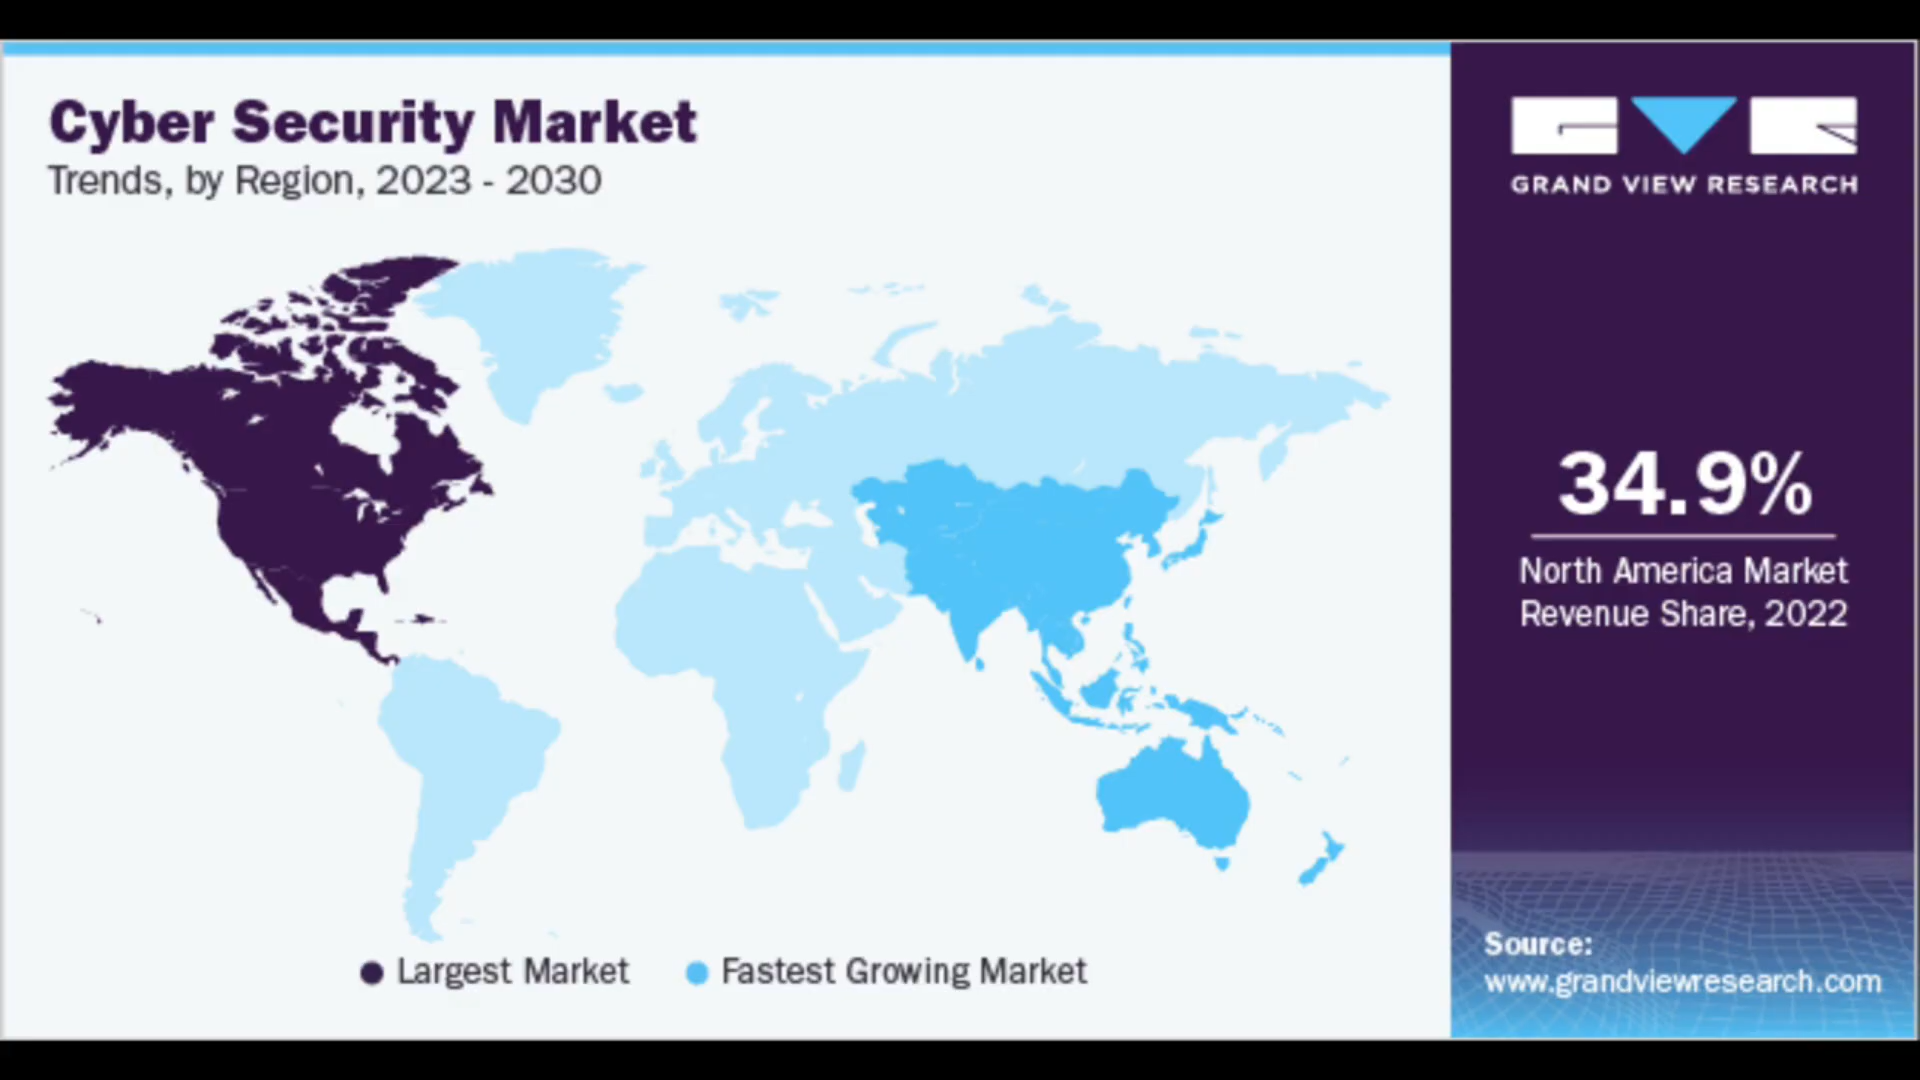 Cyber Security Market
Trends, by Region, 2023 - 2030
GVR
GRAND VIEW RESEARCH
34.9%
North America Market
Revenue Share, 2022
Largest Market
Fastest Growing Market
Source:
www.grandviewresearch.com